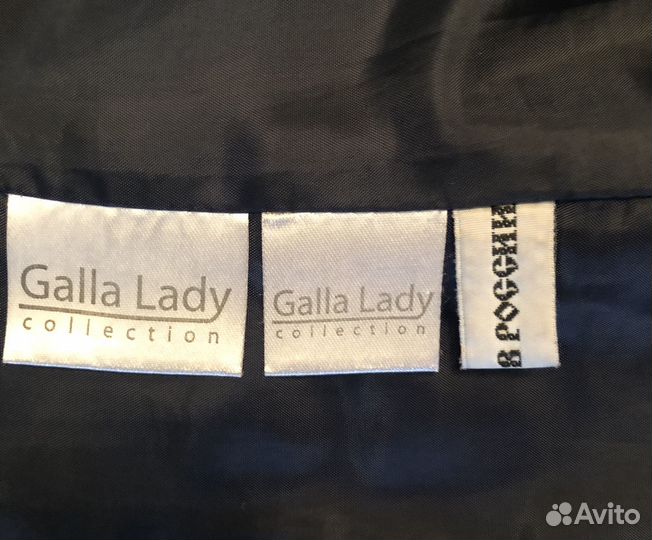 Galla Lady
collection
Galla Lady
collection
В РОССИИ
Avito